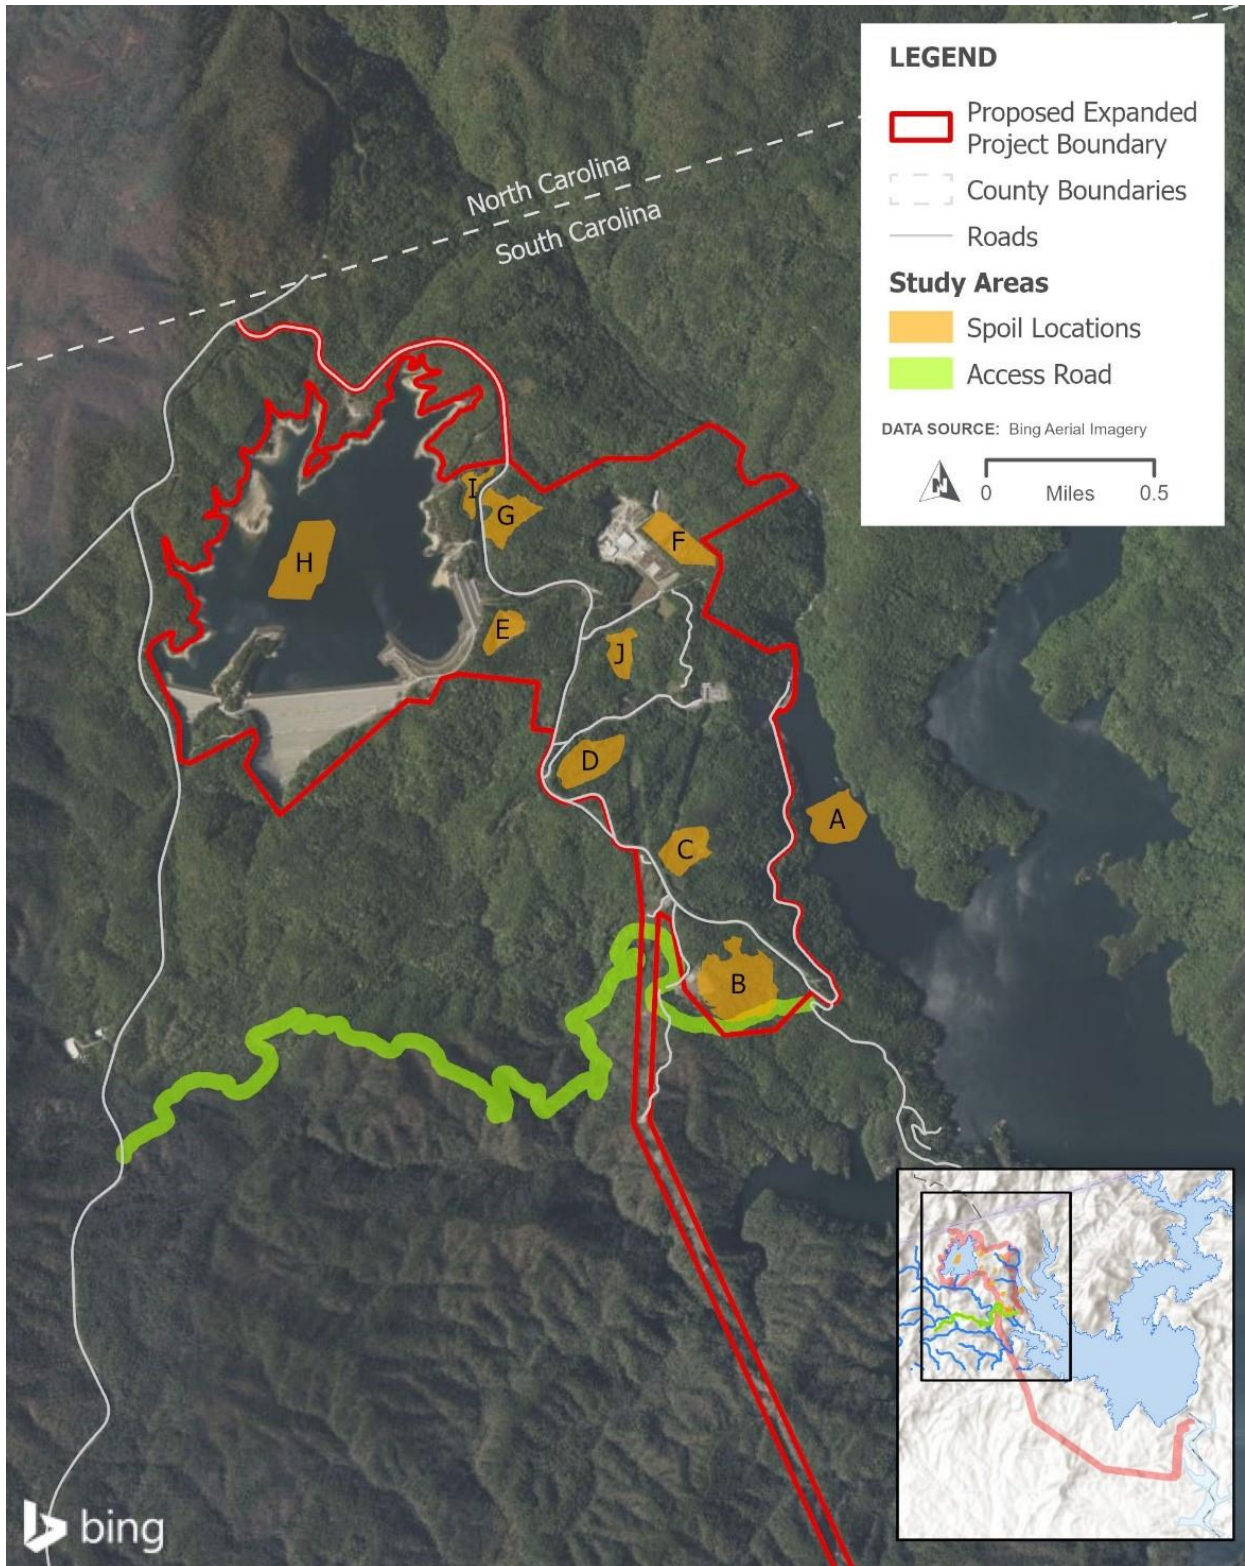 LEGEND
Proposed Expanded
Project Boundary
County Boundaries
Roads
Study Areas
Spoil Locations
Access Road
DATA SOURCE: Bing Aerial Imagery
N
0 Miles 0.5
North Carolina
South Carolina
I
G
F
H
E
J
D
A
C
B
bing